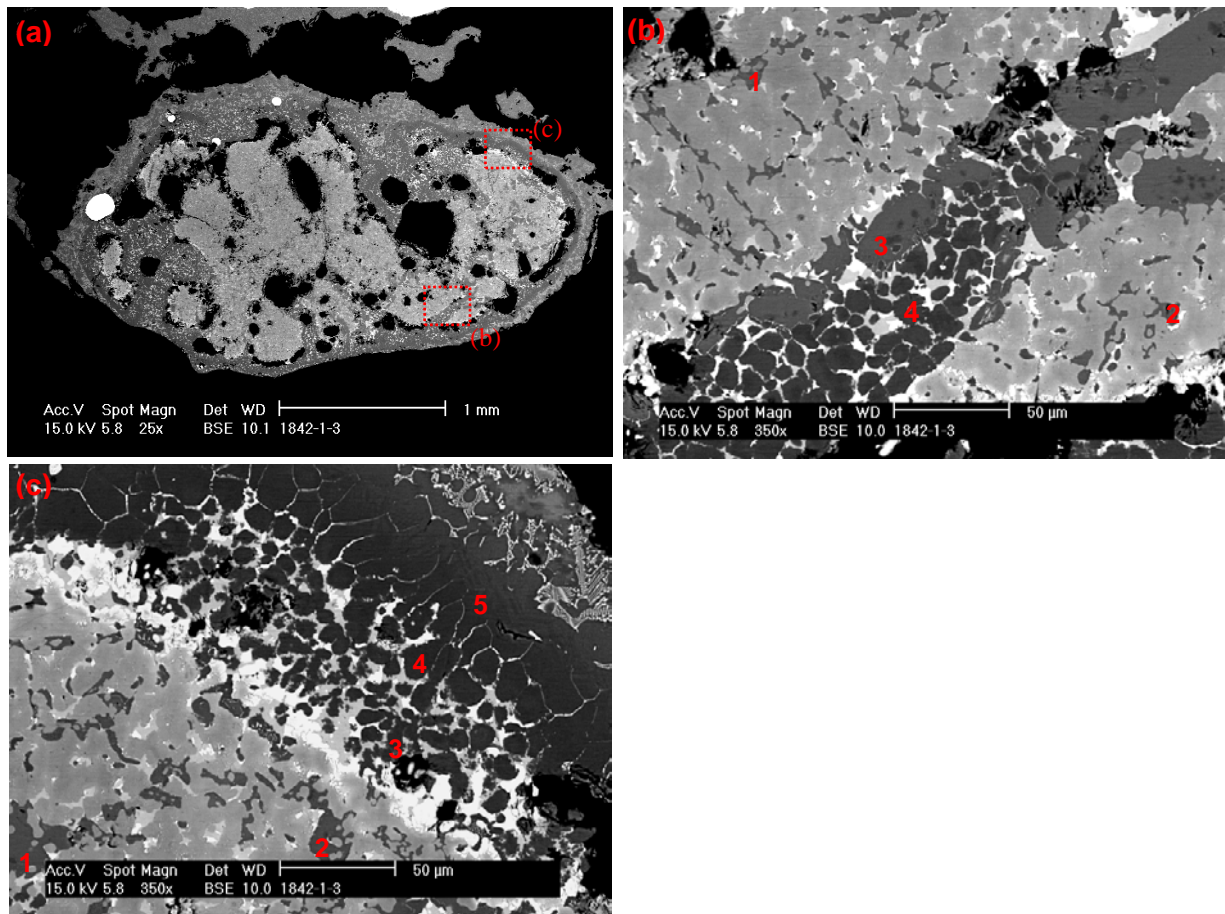 (a)
(c)
(b)
Acc.V Spot Magn Det WD 1 mm
15.0 kV 5.8 25x BSE 10.1 1842-1-3
(b)
1
3
4
2
Acc.V Spot Magn Det WD 50 µm
15.0 kV 5.8 350x BSE 10.0 1842-1-3
(c)
5
4
3
2
1
Acc.V Spot Magn Det WD 50 µm
15.0 kV 5.8 350x BSE 10.0 1842-1-3